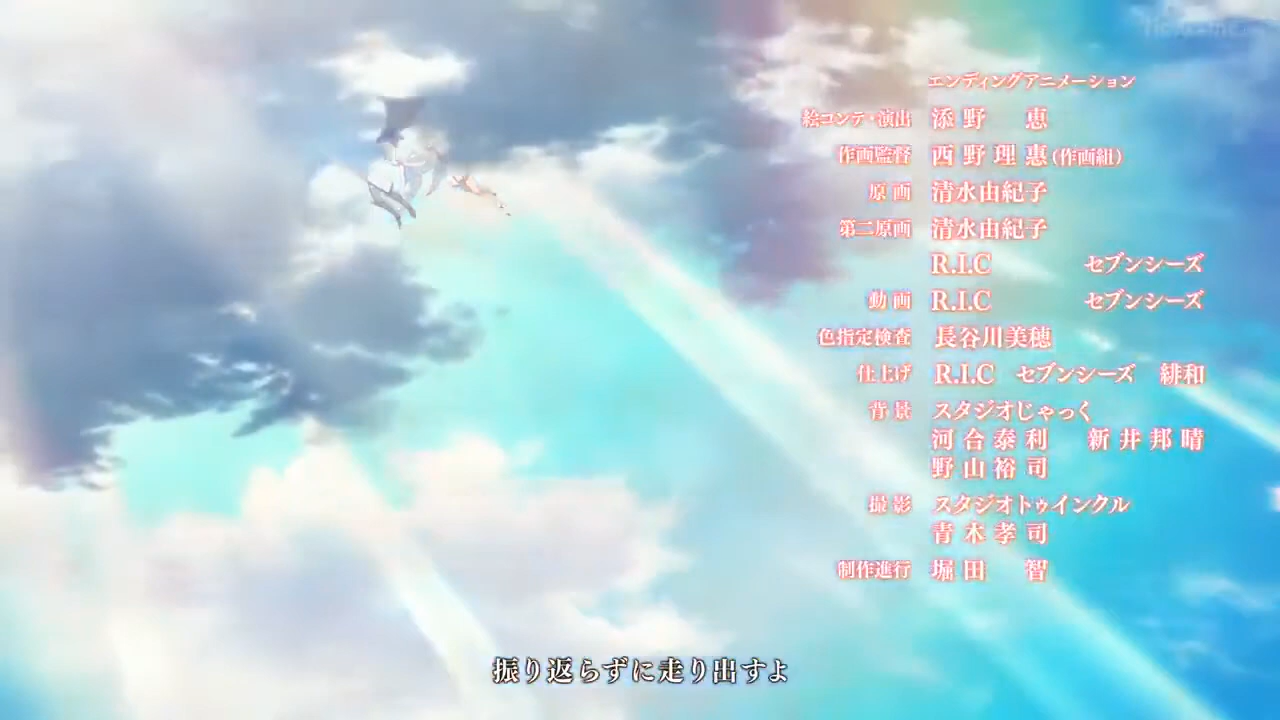 エンディングアニメーション
絵コンテ・演出 添野 恵
作画監督 西野理惠(作画組)
原画 清水由紀子
第二原画 清水由紀子
R.I.C セブンシーズ
動画 R.I.C セブンシーズ
色指定検査 長谷川美穂
仕上げ R.I.C セブンシーズ 緋和
背景 スタジオじゃっく
河合泰利 新井邦晴
野山裕司
撮影 スタジオトゥインクル
青木孝司
制作進行 堀田 智
振り返らずに走り出すよ